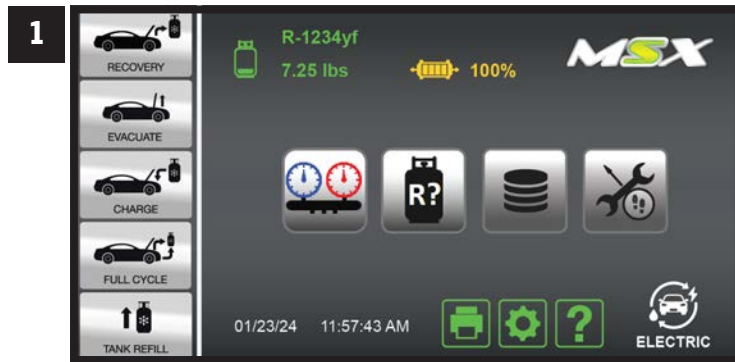 1
RECOVERY
EVACUATE
CHARGE
FULL CYCLE
TANK REFILL
R-1234yf
7.25 lbs
100%
MSX
R?
01/23/24 11:57:43 AM
?
ELECTRIC